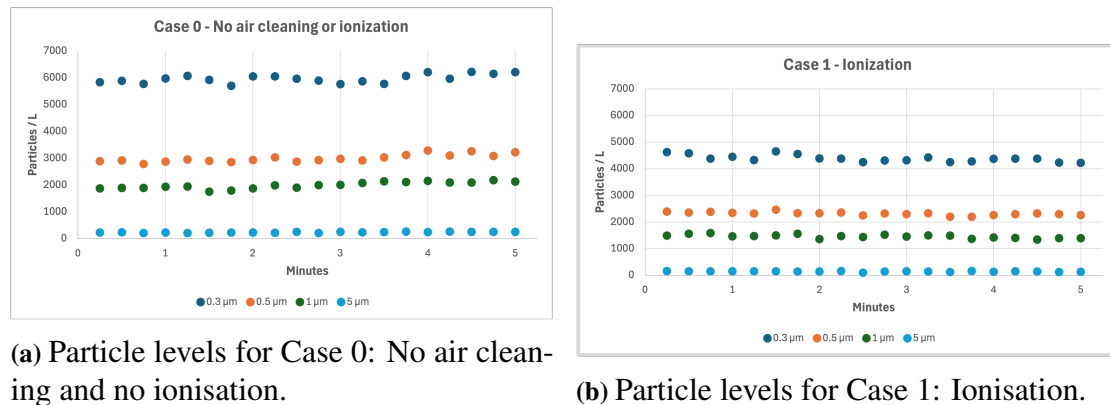 Case 0 - No air cleaning or ionization
7000
6000
5000
4000
3000
2000
1000
0
Particles / L
0 1 2 3 4 5
Minutes
0.3 µm 0.5 µm 1 µm 5 µm
(a) Particle levels for Case 0: No air clean-
ing and no ionisation.
Case 1 - Ionization
7000
6000
5000
4000
3000
2000
1000
0
Particles / L
0 1 2 3 4 5
Minutes
0.3 µm 0.5 µm 1 µm 5 µm
(b) Particle levels for Case 1: Ionisation.